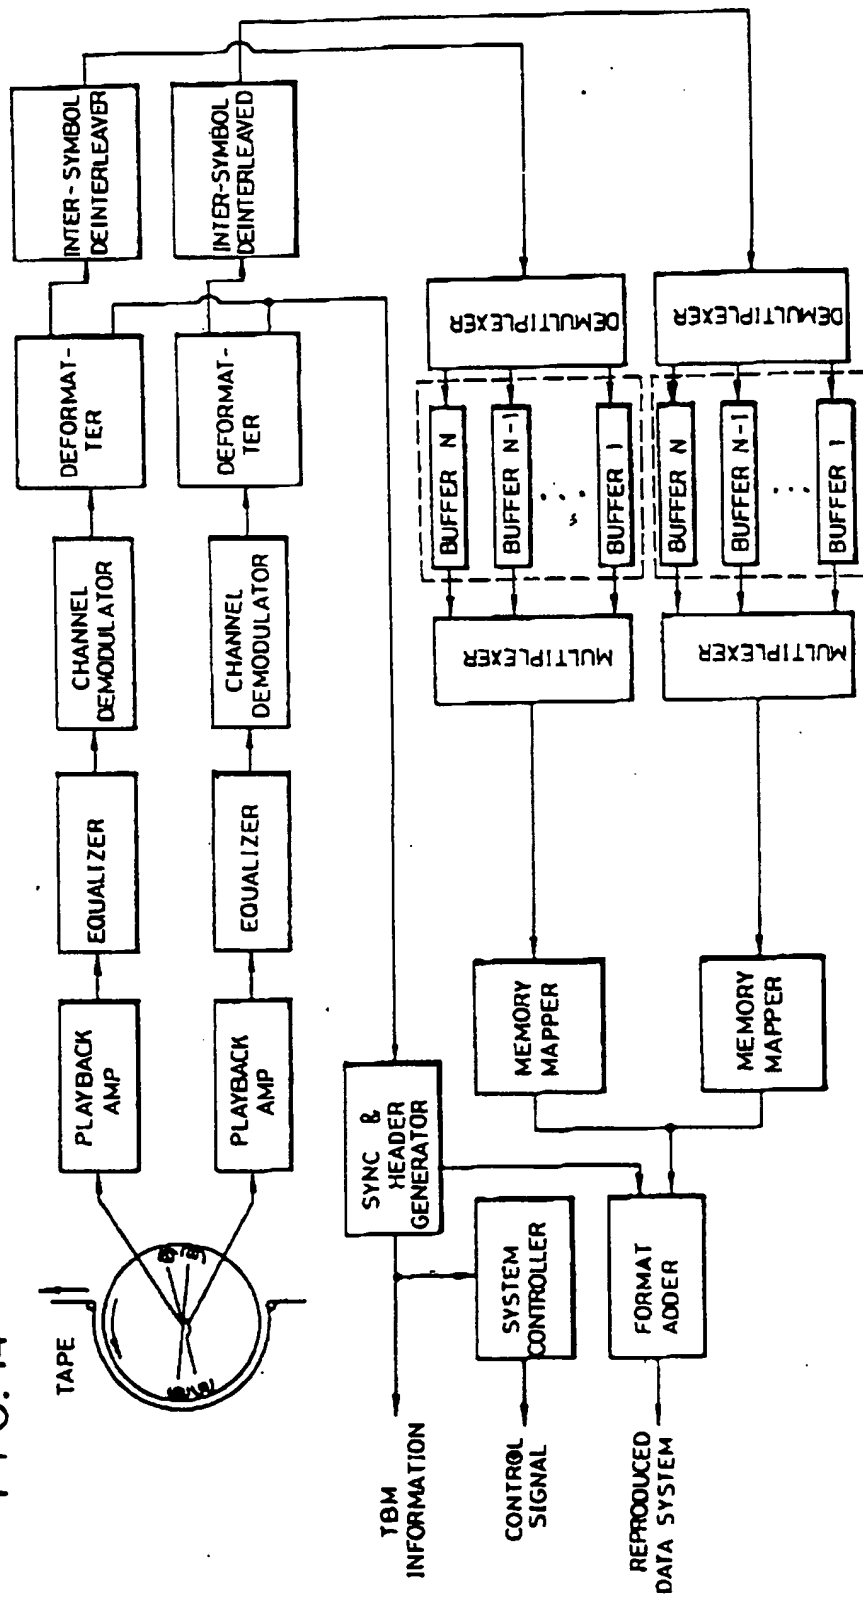 FIG. 14
TAPE
PLAYBACK
AMP
EQUALIZER
CHANNEL
DEMODULATOR
DEFORMAT-
TER
INTER-SYMBOL
DEINTERLEAVER
PLAYBACK
AMP
EQUALIZER
CHANNEL
DEMODULATOR
DEFORMAT-
TER
INTER-SYMBOL
DEINTERLEAVED
SYNC &
HEADER
GENERATOR
TBM
INFORMATION
SYSTEM
CONTROLLER
CONTROL
SIGNAL
MEMORY
MAPPER
MULTIPLEXER
BUFFER N
BUFFER N-1
...
BUFFER 1
DEMULTIPLEXER
FORMAT
ADDER
REPRODUCED
DATA SYSTEM
MEMORY
MAPPER
MULTIPLEXER
BUFFER N
BUFFER N-1
...
BUFFER 1
DEMULTIPLEXER